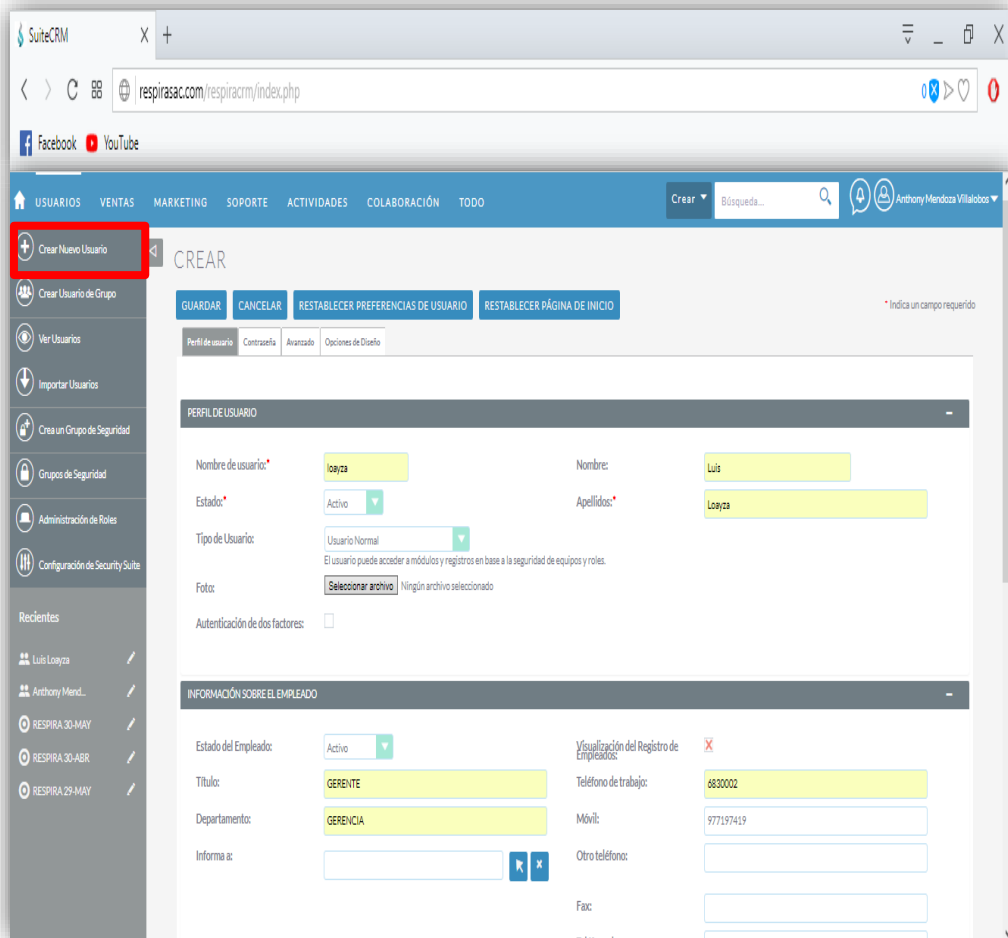 SuiteCRM
respirasac.com/respiracrm/index.php
0
Facebook YouTube
USUARIOS VENTAS MARKETING SOPORTE ACTIVIDADES COLABORACIÓN TODO Crear Búsqueda... Anthony Mendoza Villalobos
Crear Nuevo Usuario
Crear Usuario de Grupo
Ver Usuarios
Importar Usuarios
Crea un Grupo de Seguridad
Grupos de Seguridad
Administración de Roles
Configuración de Security Suite
Recientes
Luis Loayza
Anthony Mend...
RESPIRA 30-MAY
RESPIRA 30-ABR
RESPIRA 29-MAY
CREAR
GUARDAR CANCELAR RESTABLECER PREFERENCIAS DE USUARIO RESTABLECER PÁGINA DE INICIO * Indica un campo requerido
Perfil de usuario Contraseña Avanzado Opciones de Diseño
PERFIL DE USUARIO
Nombre de usuario:* loayza Nombre: Luis
Estado:* Activo Apellidos:* Loayza
Tipo de Usuario: Usuario Normal
El usuario puede acceder a módulos y registros en base a la seguridad de equipos y roles.
Foto: Seleccionar archivo Ningún archivo seleccionado
Autenticación de dos factores:
INFORMACIÓN SOBRE EL EMPLEADO
Estado del Empleado: Activo Visualización del Registro de
Empleados:
Título: GERENTE Teléfono de trabajo: 6830002
Departamento: GERENCIA Móvil: 977197419
Informa a: Otro teléfono:
Fax: